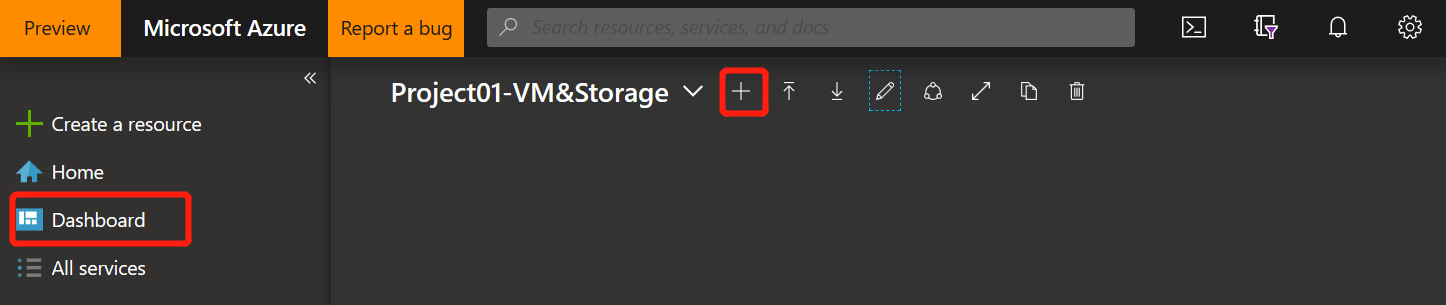 Preview
Microsoft Azure
Report a bug
Search resources, services, and docs
Project01-VM&Storage
Create a resource
Home
Dashboard
All services